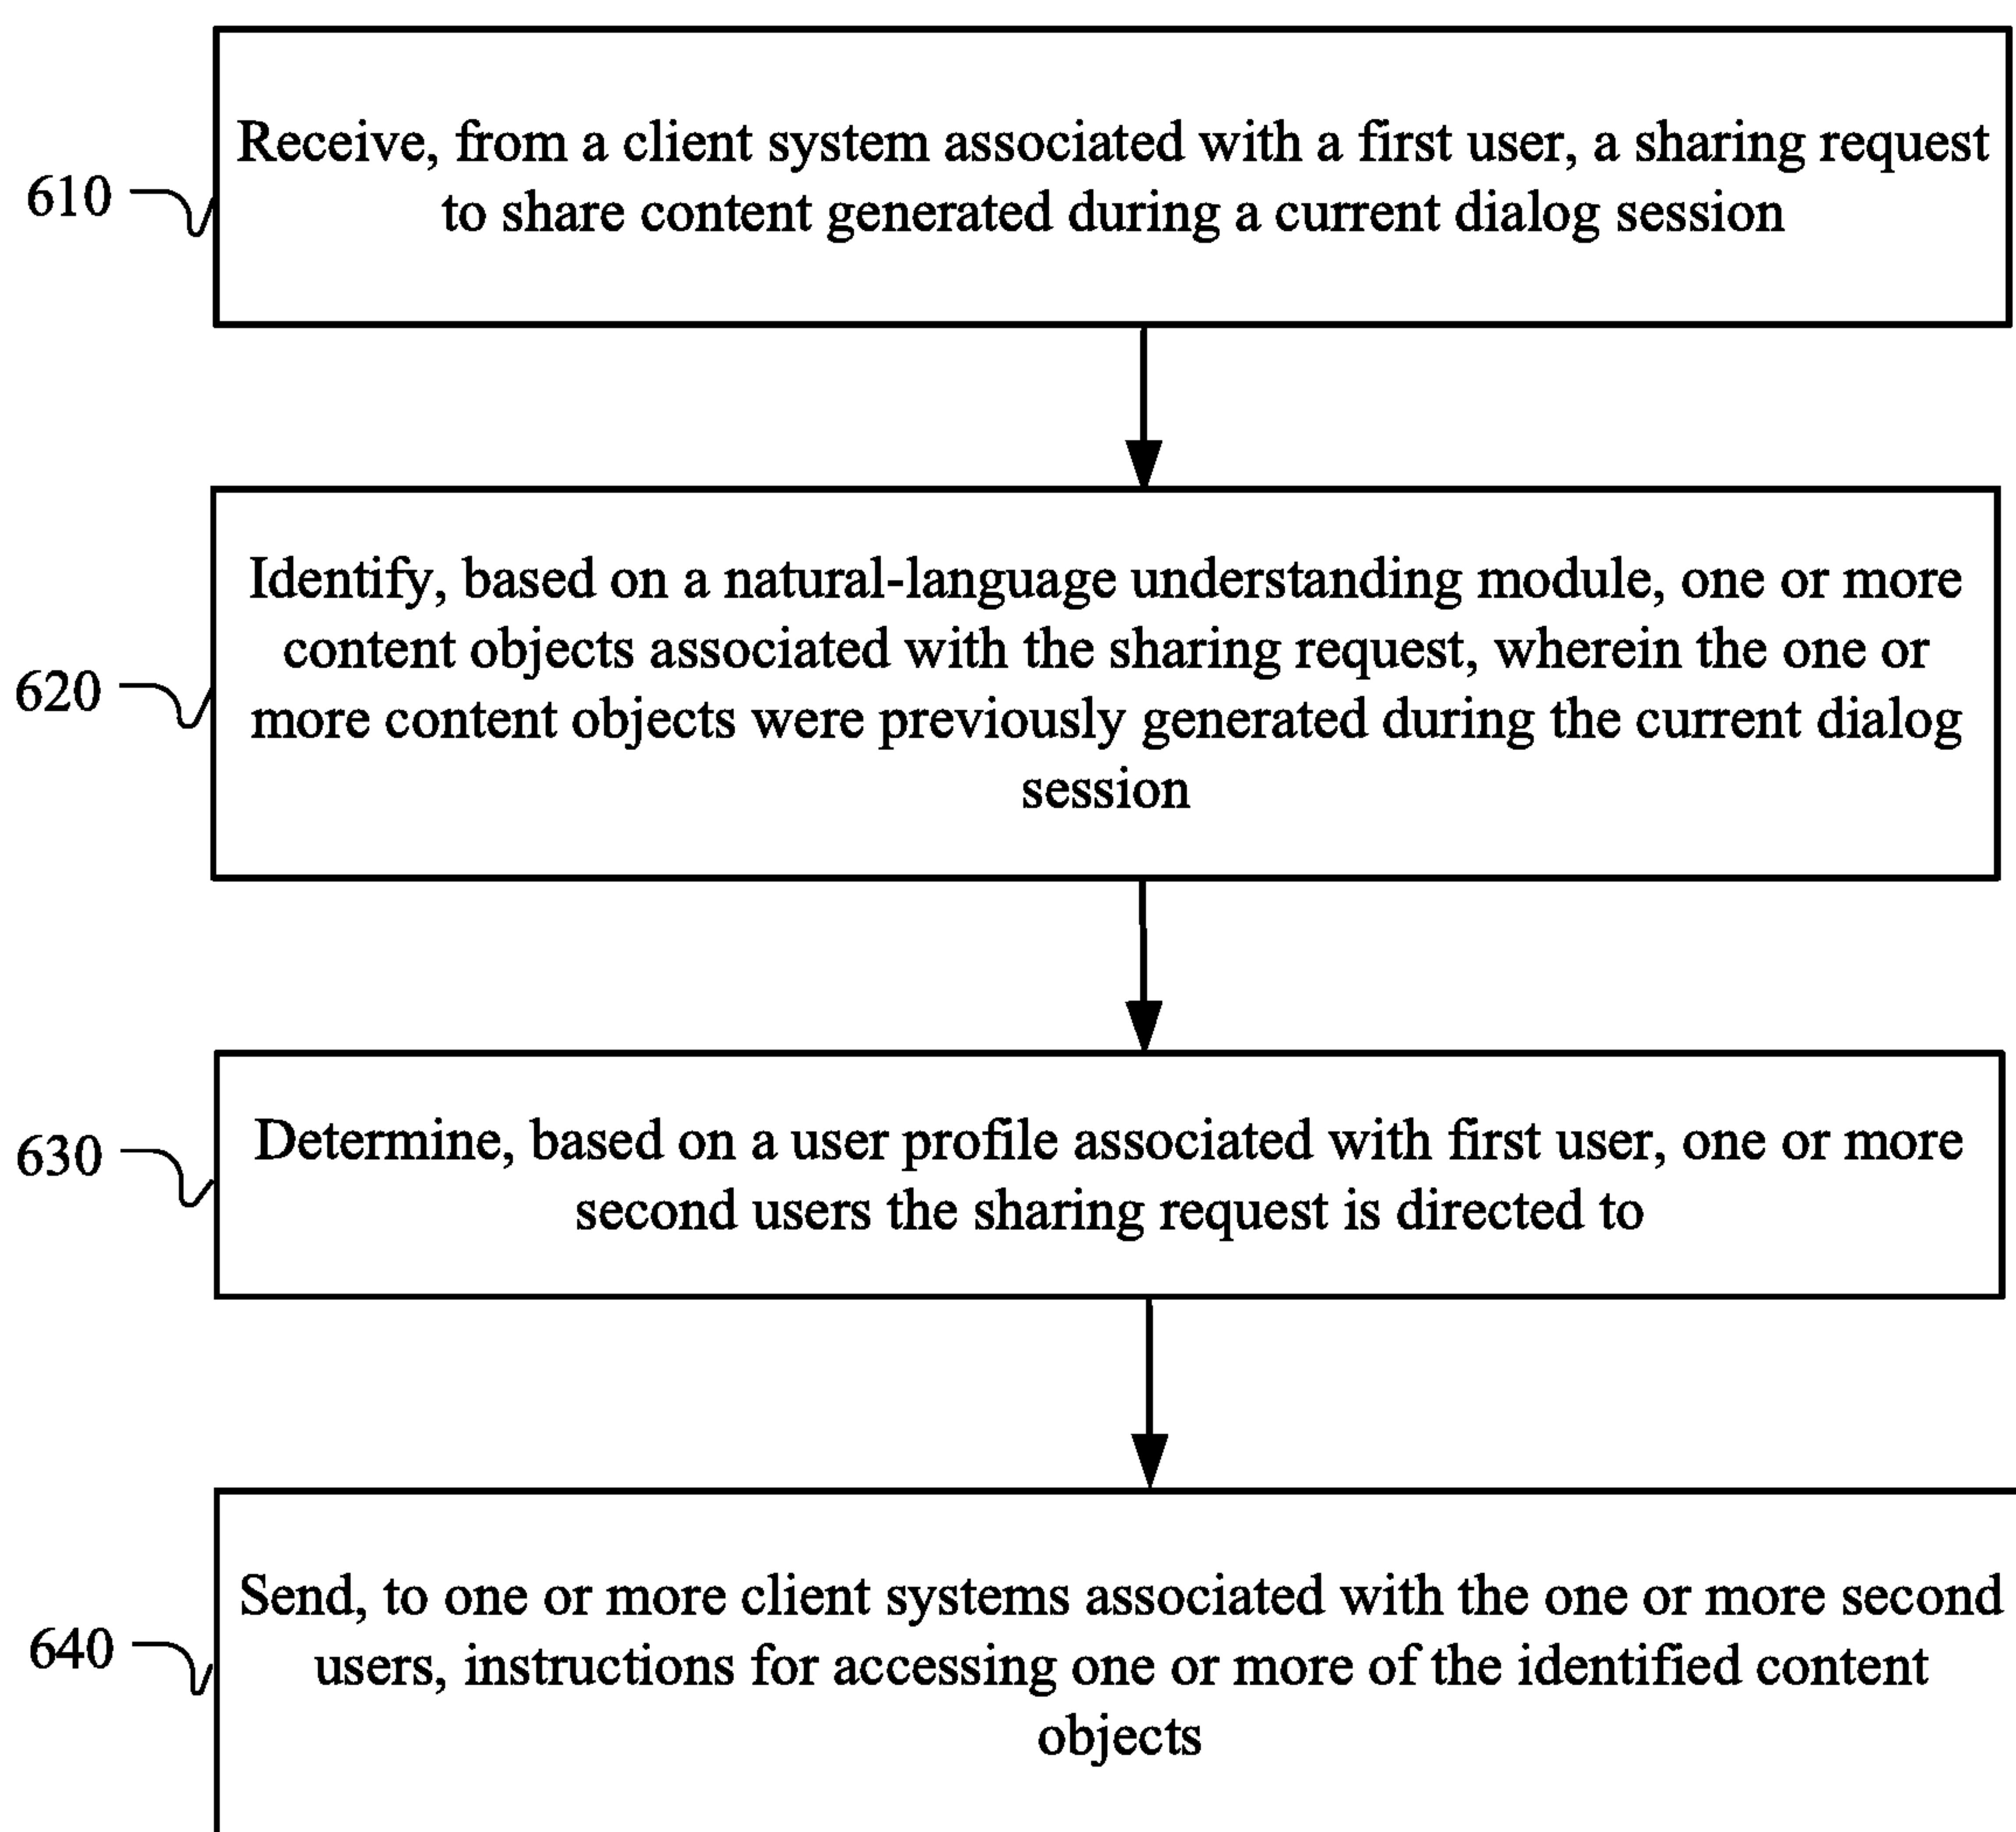 Receive, from a client system associated with a first user, a sharing request
610
to share content generated during a current dialog session
Identify, based on a natural-language understanding module, one or more
content objects associated with the sharing request, wherein the one or
620
more content objects were previously generated during the current dialog
session
Determine, based on a user profile associated with first user, one or more
630
second users the sharing request is directed to
Send, to one or more client systems associated with the one or more second
640
users, instructions for accessing one or more of the identified content
objects